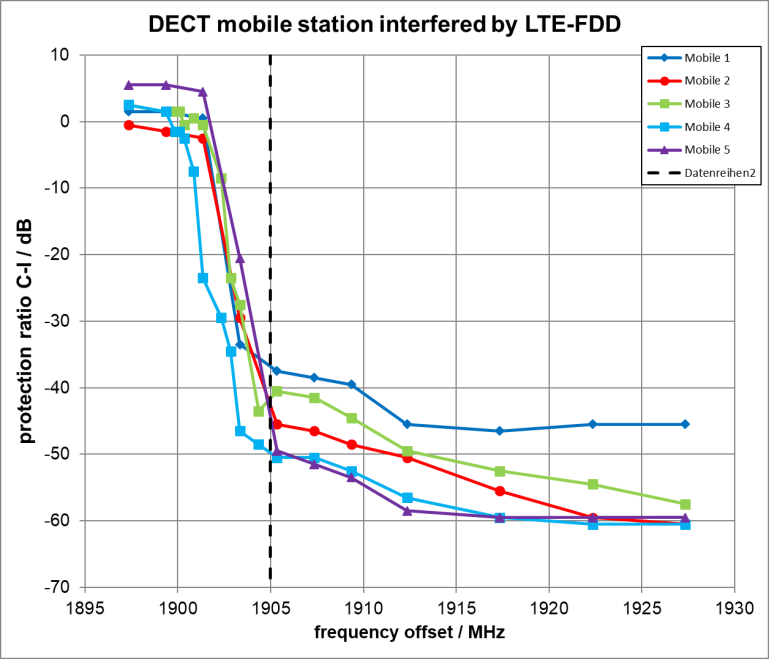 DECT mobile station interfered by LTE-FDD
10
0
-10
-20
-30
-40
-50
-60
-70
protection ratio C-I / dB
1895
1900
1905
1910
1915
1920
1925
1930
frequency offset / MHz
Mobile 1
Mobile 2
Mobile 3
Mobile 4
Mobile 5
Datenreihen2